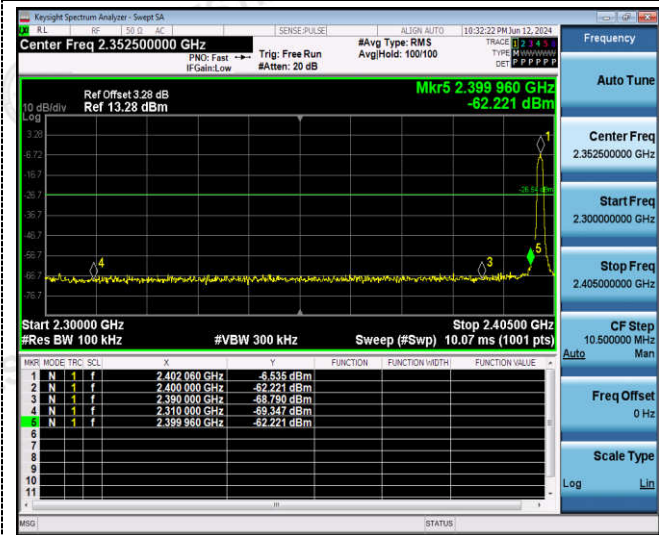 Keysight Spectrum Analyzer - Swept SA
RL RF 50 Ω AC SENSE:PULSE ALIGN AUTO 10:32:22 PM Jun 12, 2024
Center Freq 2.352500000 GHz
PNO: Fast Trig: Free Run
IFGain:Low #Atten: 20 dB
#Avg Type: RMS
Avg|Hold: 100/100
TRACE 1 2 3 4 5 6
TYPE M
DET P P P P P P
Frequency
Auto Tune
Center Freq
2.352500000 GHz
Start Freq
2.300000000 GHz
Stop Freq
2.405000000 GHz
CF Step
10.500000 MHz
Auto Man
Freq Offset
0 Hz
Scale Type
Log Lin
Mkr5 2.399 960 GHz
-62.221 dBm
Ref Offset 3.28 dB
10 dB/div Ref 13.28 dBm
Log
3.28
-6.72
-16.7
-26.7
-36.7
-46.7
-56.7
-66.7
-76.7
1
5
3
4
Start 2.30000 GHz Stop 2.40500 GHz
#Res BW 100 kHz #VBW 300 kHz Sweep (#Swp) 10.07 ms (1001 pts)
MKR MODE TRC SCL X Y FUNCTION FUNCTION WIDTH FUNCTION VALUE
1 N 1 f 2.402 060 GHz -6.535 dBm
2 N 1 f 2.400 000 GHz -62.221 dBm
3 N 1 f 2.390 000 GHz -68.790 dBm
4 N 1 f 2.310 000 GHz -69.347 dBm
5 N 1 f 2.399 960 GHz -62.221 dBm
6
7
8
9
10
11
MSG STATUS